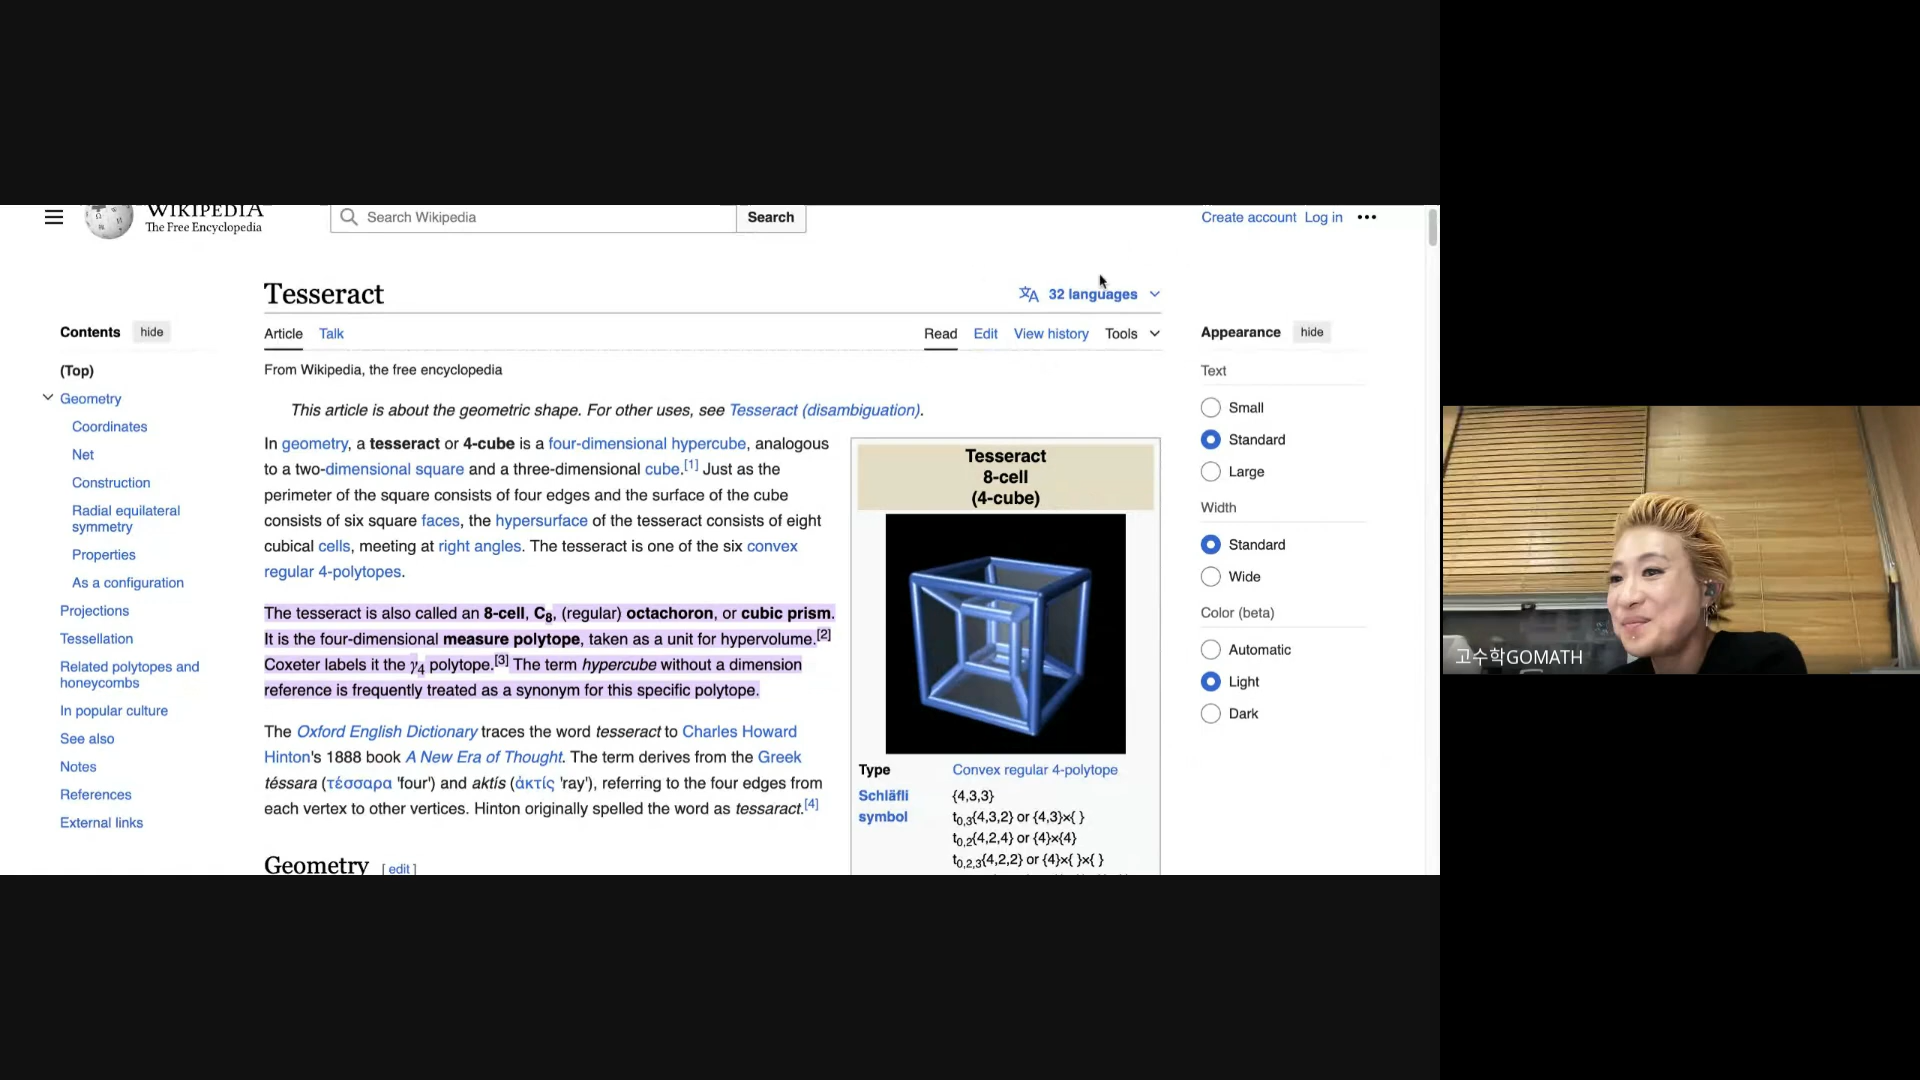 WIKIPEDIA
The Free Encyclopedia
Search Wikipedia
Search
Create account Log in
Tesseract
32 languages
Contents hide
Article Talk
Read Edit View history Tools
Appearance hide
From Wikipedia, the free encyclopedia
This article is about the geometric shape. For other uses, see Tesseract (disambiguation).
(Top)
Geometry
Coordinates
Net
Construction
Radial equilateral
symmetry
Properties
As a configuration
Projections
Tessellation
Related polytopes and
honeycombs
In popular culture
See also
Notes
References
External links
In geometry, a tesseract or 4-cube is a four-dimensional hypercube, analogous
to a two-dimensional square and a three-dimensional cube.[1] Just as the
perimeter of the square consists of four edges and the surface of the cube
consists of six square faces, the hypersurface of the tesseract consists of eight
cubical cells, meeting at right angles. The tesseract is one of the six convex
regular 4-polytopes.
The tesseract is also called an 8-cell, C8, (regular) octachoron, or cubic prism.
It is the four-dimensional measure polytope, taken as a unit for hypervolume.[2]
Coxeter labels it the γ4 polytope.[3] The term hypercube without a dimension
reference is frequently treated as a synonym for this specific polytope.
The Oxford English Dictionary traces the word tesseract to Charles Howard
Hinton's 1888 book A New Era of Thought. The term derives from the Greek
téssara (τέσσαρα 'four') and aktís (ἀκτίς 'ray'), referring to the four edges from
each vertex to other vertices. Hinton originally spelled the word as tessaract.[4]
Geometry [ edit ]
Tesseract
8-cell
(4-cube)
Type Convex regular 4-polytope
Schläfli {4,3,3}
symbol t0,3{4,3,2} or {4,3}×{ }
t0,2{4,2,4} or {4}×{4}
t0,2,3{4,2,2} or {4}×{ }×{ }
Text
Small
Standard
Large
Width
Standard
Wide
Color (beta)
Automatic
Light
Dark
고수학GOMATH